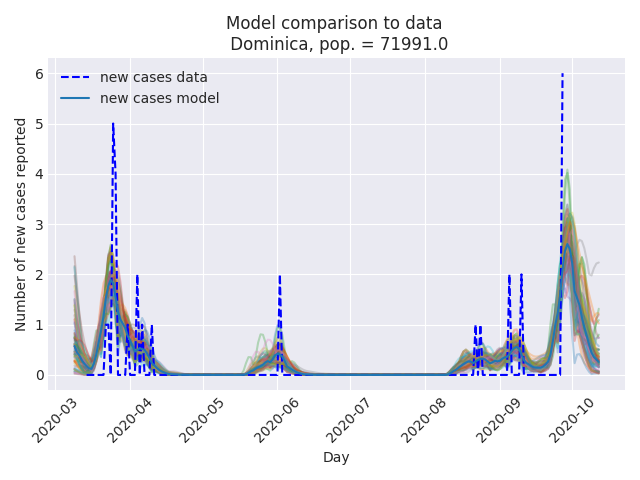 Model comparison to data
Dominica, pop. = 71991.0
new cases data
new cases model
Number of new cases reported
6
5
4
3
2
1
0
2020-03
2020-04
2020-05
2020-06
2020-07
2020-08
2020-09
2020-10
Day